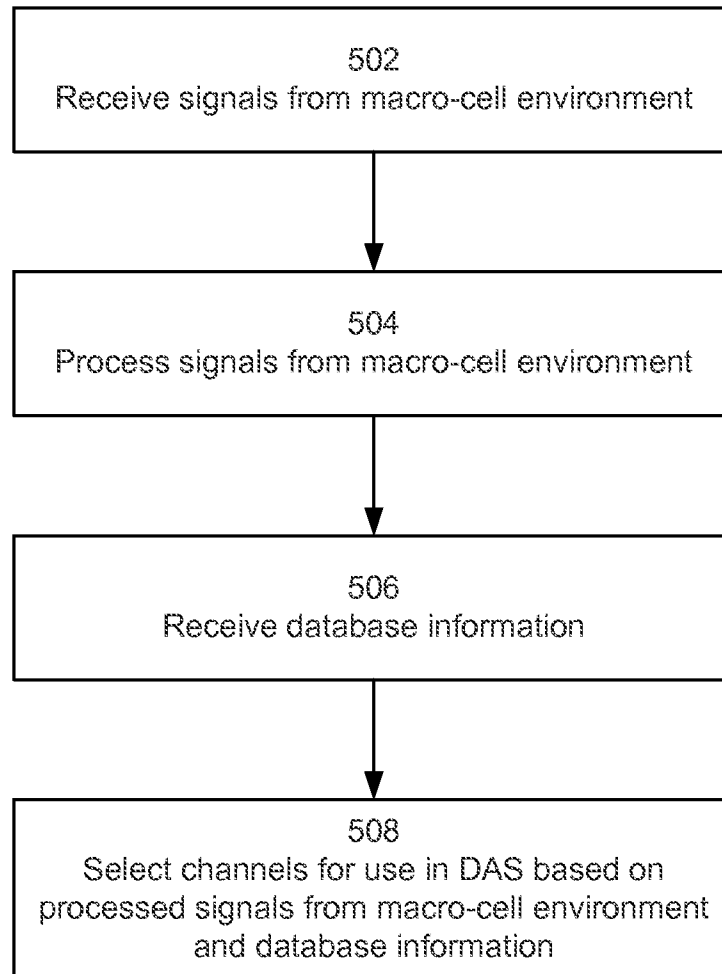 502
Receive signals from macro-cell environment
504
Process signals from macro-cell environment
506
Receive database information
508
Select channels for use in DAS based on
processed signals from macro-cell environment
and database information